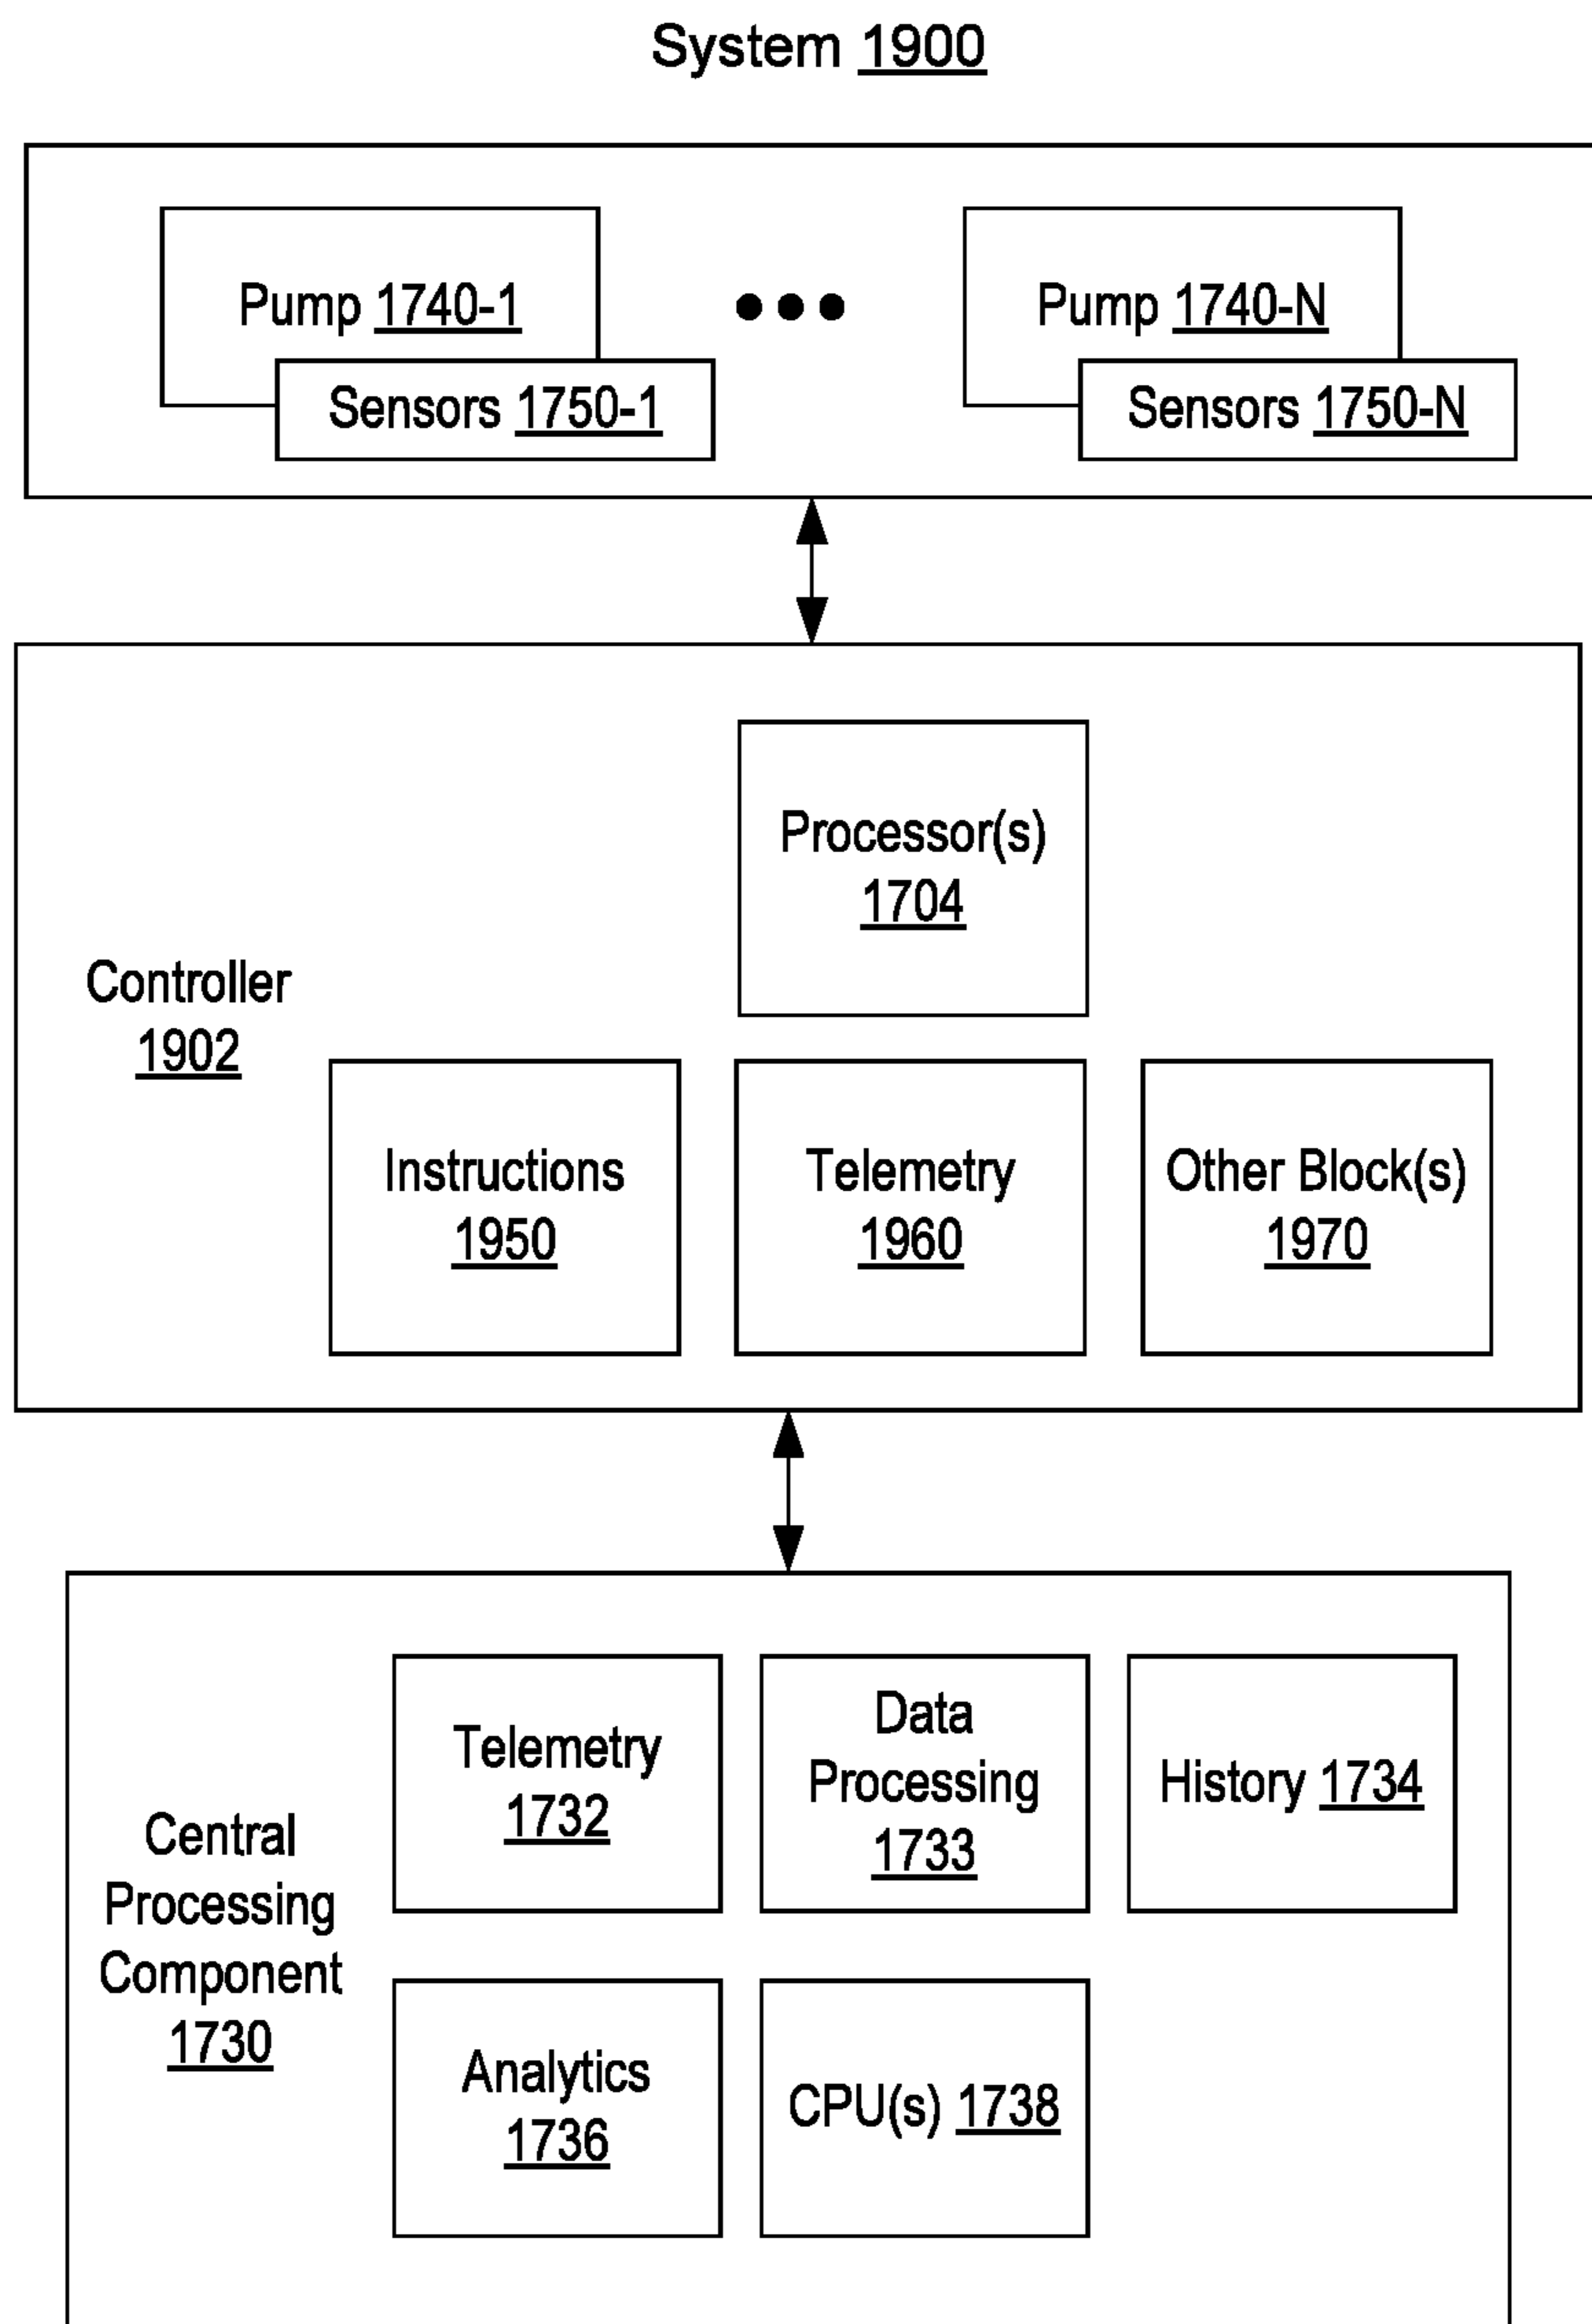 System 1900
Pump 1740-1
Pump 1740-N
Sensors 1750-1
Sensors 1750-N
Processor(s)
1704
Controller
1902
Instructions
1950
Telemetry
1960
Other Block(s)
1970
Central
Processing
Component
1730
Telemetry
1732
Data
Processing
1733
History 1734
Analytics
1736
CPU(s) 1738